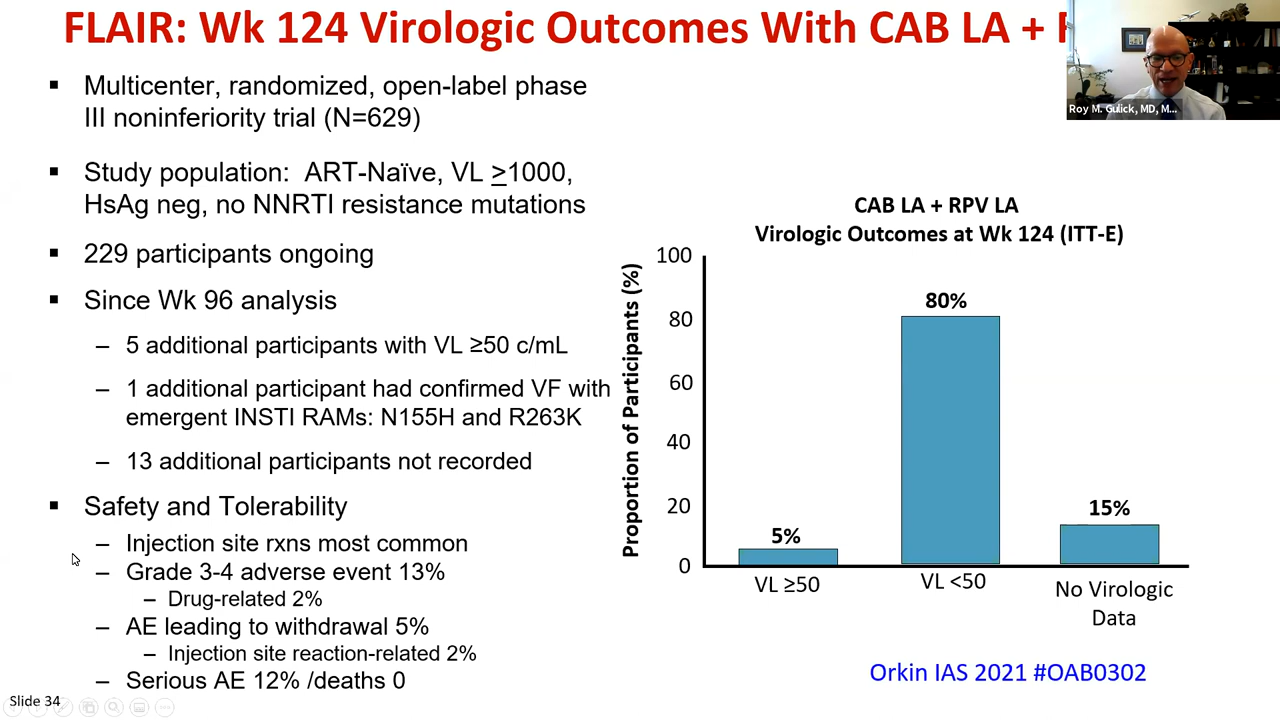 FLAIR: Wk 124 Virologic Outcomes With CAB LA +
Roy M. Gulick, MD, M...
▪ Multicenter, randomized, open-label phase
III noninferiority trial (N=629)
▪ Study population: ART-Naïve, VL >1000,
HsAg neg, no NNRTI resistance mutations
▪ 229 participants ongoing
▪ Since Wk 96 analysis
– 5 additional participants with VL ≥50 c/mL
– 1 additional participant had confirmed VF with
emergent INSTI RAMs: N155H and R263K
– 13 additional participants not recorded
▪ Safety and Tolerability
– Injection site rxns most common
– Grade 3-4 adverse event 13%
– Drug-related 2%
– AE leading to withdrawal 5%
– Injection site reaction-related 2%
– Serious AE 12% /deaths 0
CAB LA + RPV LA
Virologic Outcomes at Wk 124 (ITT-E)
Proportion of Participants (%)
100
80
60
40
20
0
5%
80%
15%
VL ≥50
VL <50
No Virologic
Data
Orkin IAS 2021 #OAB0302
Slide 34